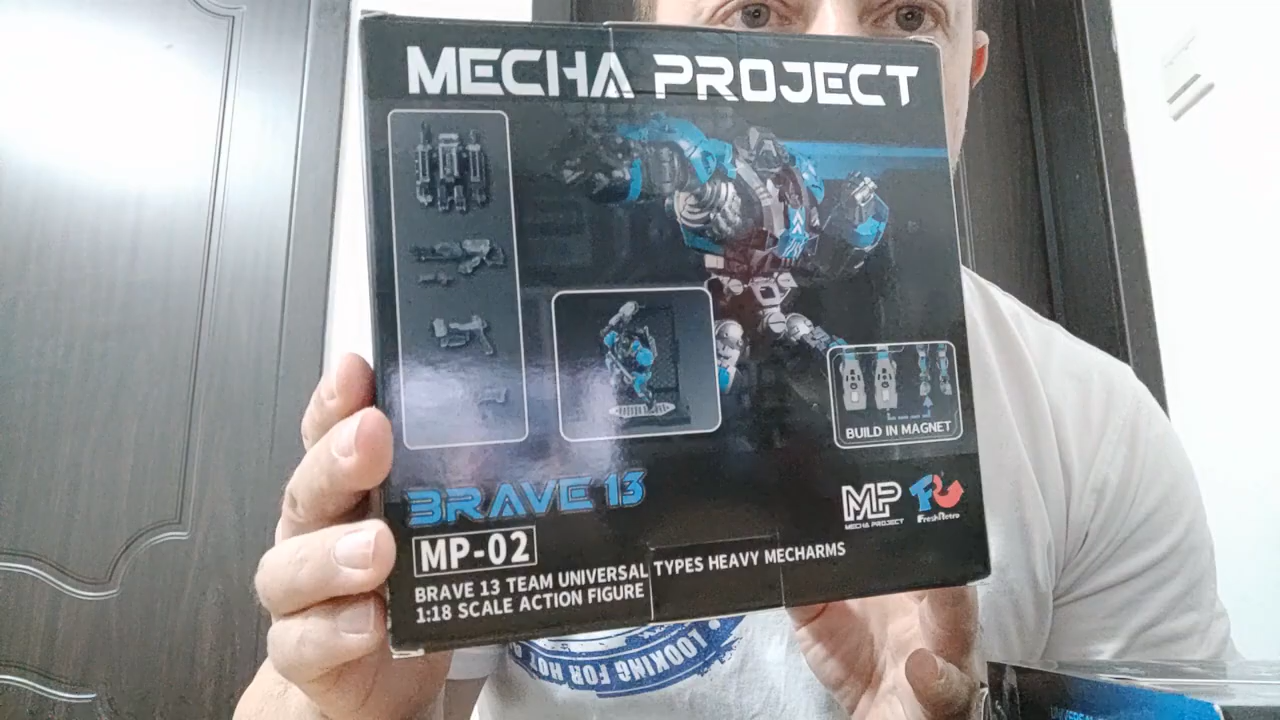 MECHA PROJECT
BUILD IN MAGNET
BRAVE 13
MP
MECHA PROJECT
FreshRetro
MP-02
BRAVE 13 TEAM UNIVERSAL TYPES HEAVY MECHARMS
1:18 SCALE ACTION FIGURE
LOOKING FOR